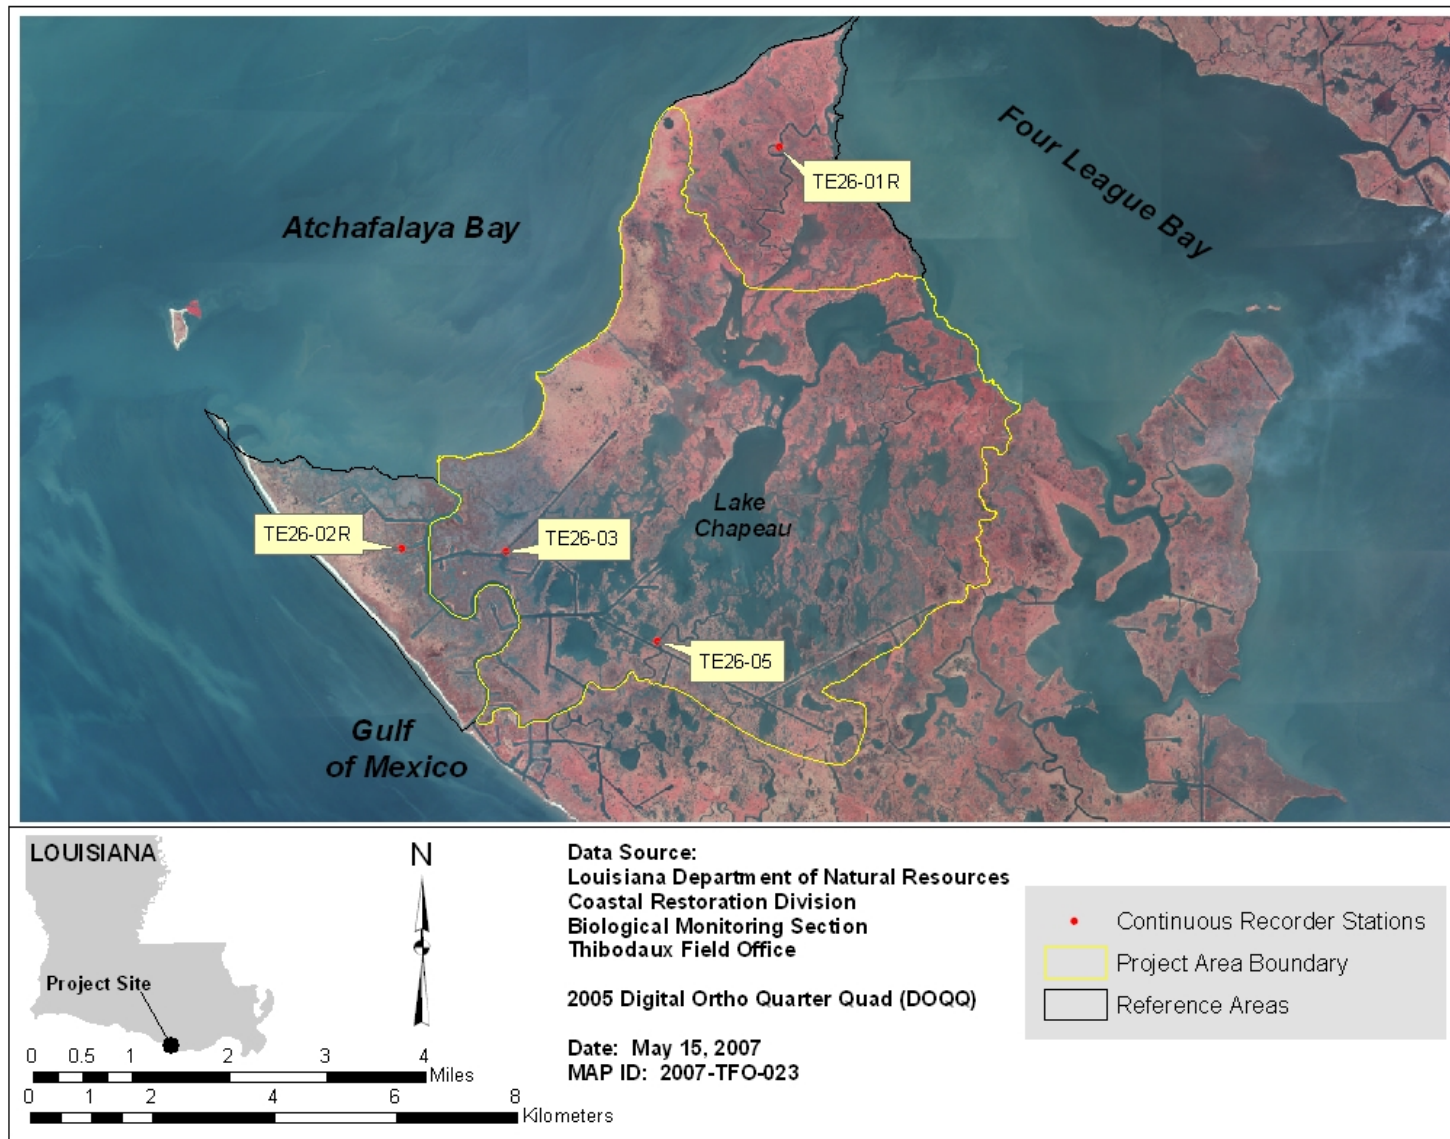 Four League Bay
TE26-01R
Atchafalaya Bay
Lake
Chapeau
TE26-02R
TE26-03
TE26-05
Gulf
of Mexico
LOUISIANA
Project Site
N
0 0.5 1 2 3 4
Miles
0 1 2 4 6 8
Kilometers
Data Source:
Louisiana Department of Natural Resources
Coastal Restoration Division
Biological Monitoring Section
Thibodaux Field Office
2005 Digital Ortho Quarter Quad (DOQQ)
Date: May 15, 2007
MAP ID: 2007-TFO-023
Continuous Recorder Stations
Project Area Boundary
Reference Areas